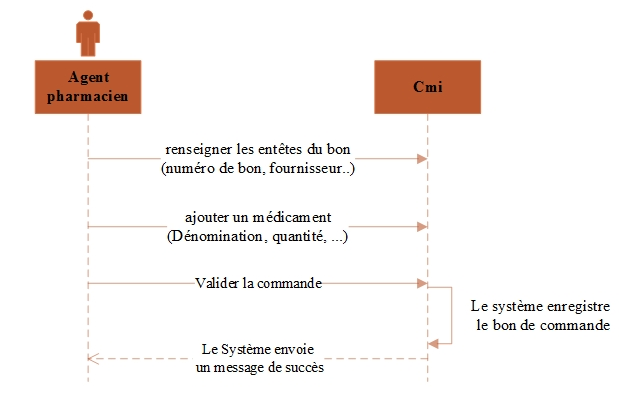 Agent
pharmacien
Cmi
renseigner les entêtes du bon
(numéro de bon, fournisseur..)
ajouter un médicament
(Dénomination, quantité, ...)
Valider la commande
Le système enregistre
le bon de commande
Le Système envoie
un message de succès